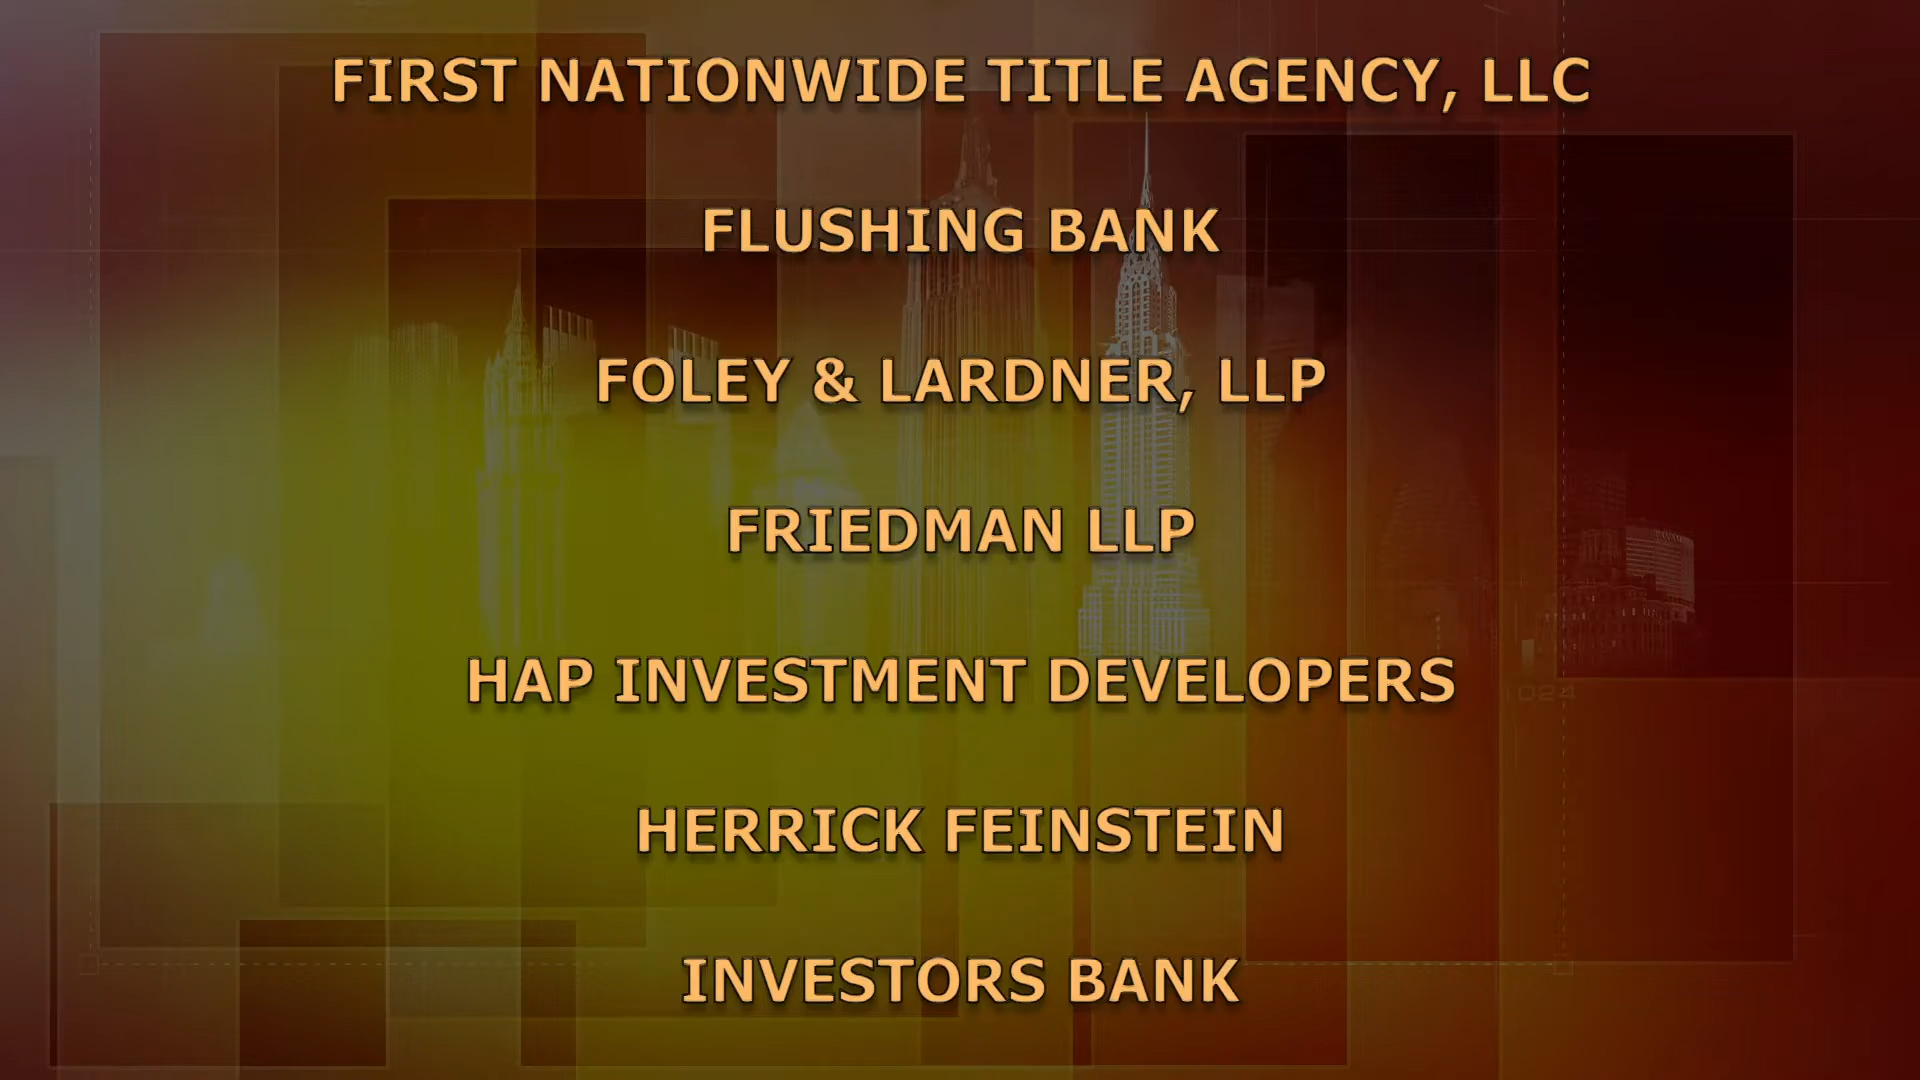 FIRST NATIONWIDE TITLE AGENCY, LLC
FLUSHING BANK
FOLEY & LARDNER, LLP
FRIEDMAN LLP
HAP INVESTMENT DEVELOPERS
1024
HERRICK FEINSTEIN
INVESTORS BANK